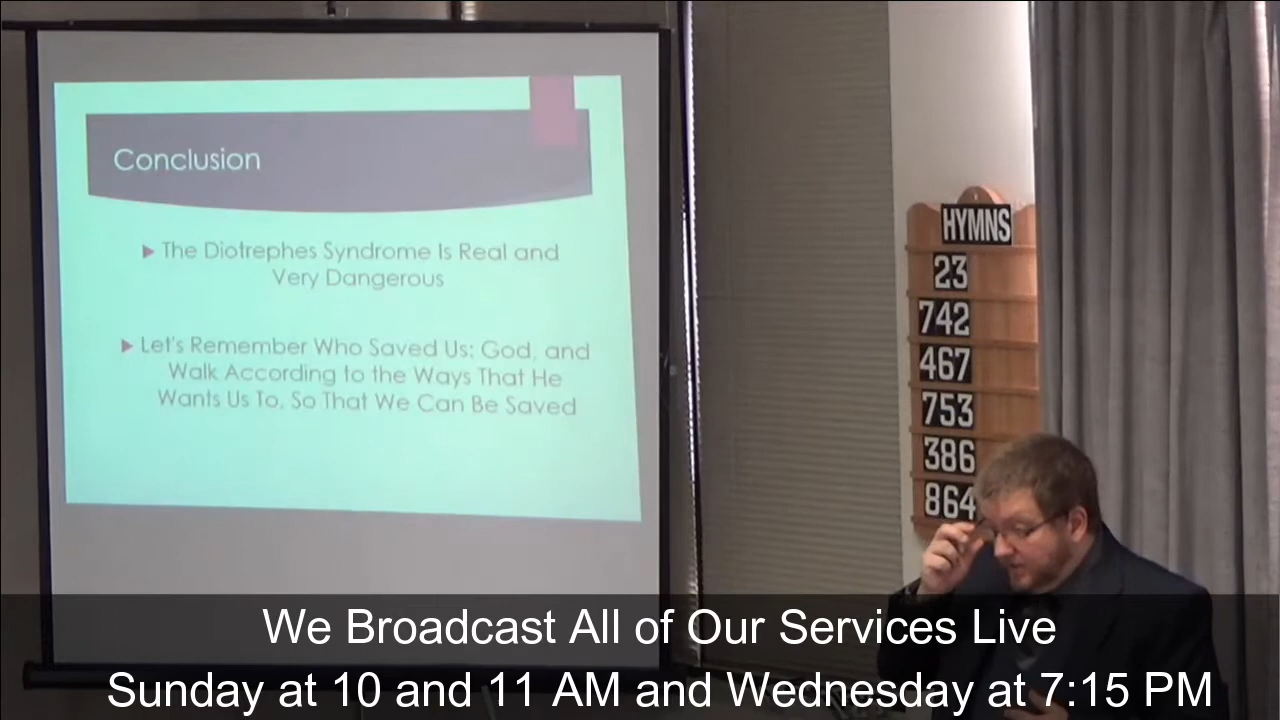 Conclusion
The Diotrephes Syndrome Is Real and
Very Dangerous
Let's Remember Who Saved Us: God, and
Walk According to the Ways That He
Wants Us To, So That We Can Be Saved
HYMNS
23
742
467
753
386
864
We Broadcast All of Our Services Live
Sunday at 10 and 11 AM and Wednesday at 7:15 PM